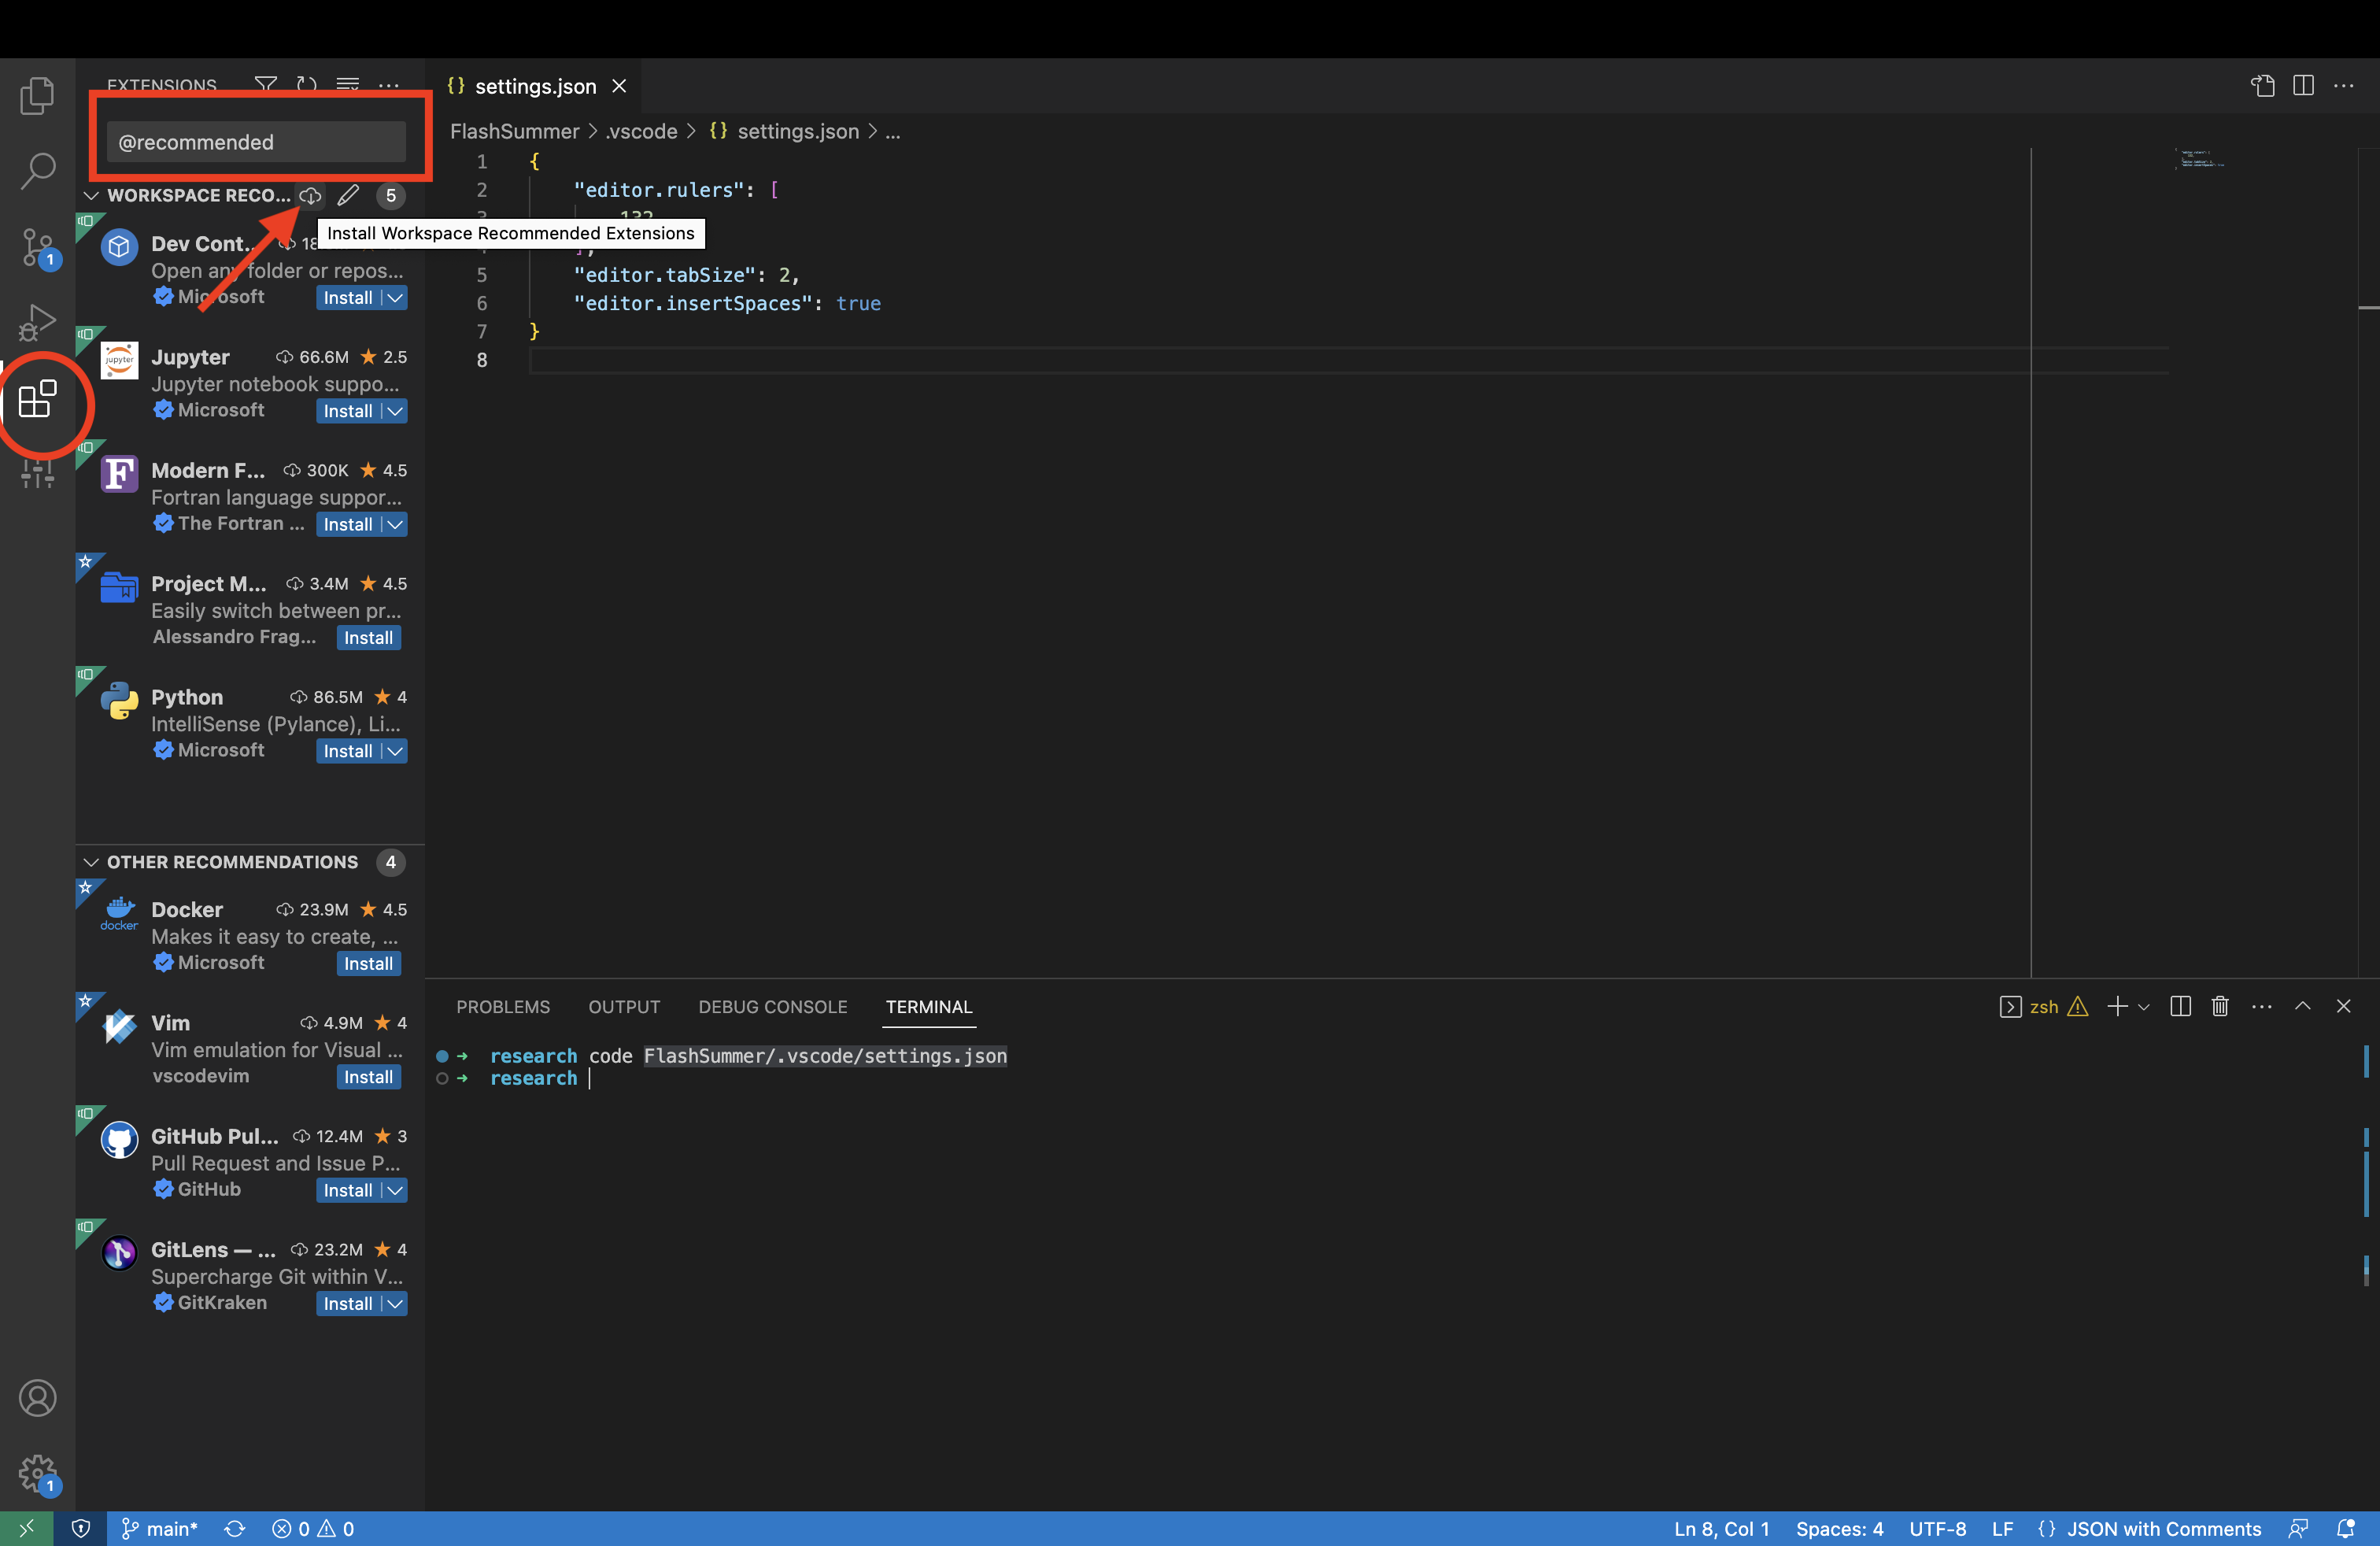 EXTENSIONS
@recommended
WORKSPACE RECO... 5
Install Workspace Recommended Extensions
Dev Cont...
Open any folder or repos...
Microsoft Install
Jupyter 66.6M 2.5
Jupyter notebook suppo...
Microsoft Install
Modern F... 300K 4.5
Fortran language suppor...
The Fortran ... Install
Project M... 3.4M 4.5
Easily switch between pr...
Alessandro Frag... Install
Python 86.5M 4
IntelliSense (Pylance), Li...
Microsoft Install
OTHER RECOMMENDATIONS 4
docker
Docker 23.9M 4.5
Makes it easy to create, ...
Microsoft Install
Vim 4.9M 4
Vim emulation for Visual ...
vscodevim Install
GitHub Pul... 12.4M 3
Pull Request and Issue P...
GitHub Install
GitLens — ... 23.2M 4
Supercharge Git within V...
GitKraken Install
{} settings.json
FlashSummer > .vscode > {} settings.json > ...
1 {
2 "editor.rulers": [
3 132
4 ],
5 "editor.tabSize": 2,
6 "editor.insertSpaces": true
7 }
8
PROBLEMS OUTPUT DEBUG CONSOLE TERMINAL zsh
research code FlashSummer/.vscode/settings.json
research
1
1
main* 0 0 Ln 8, Col 1 Spaces: 4 UTF-8 LF {} JSON with Comments